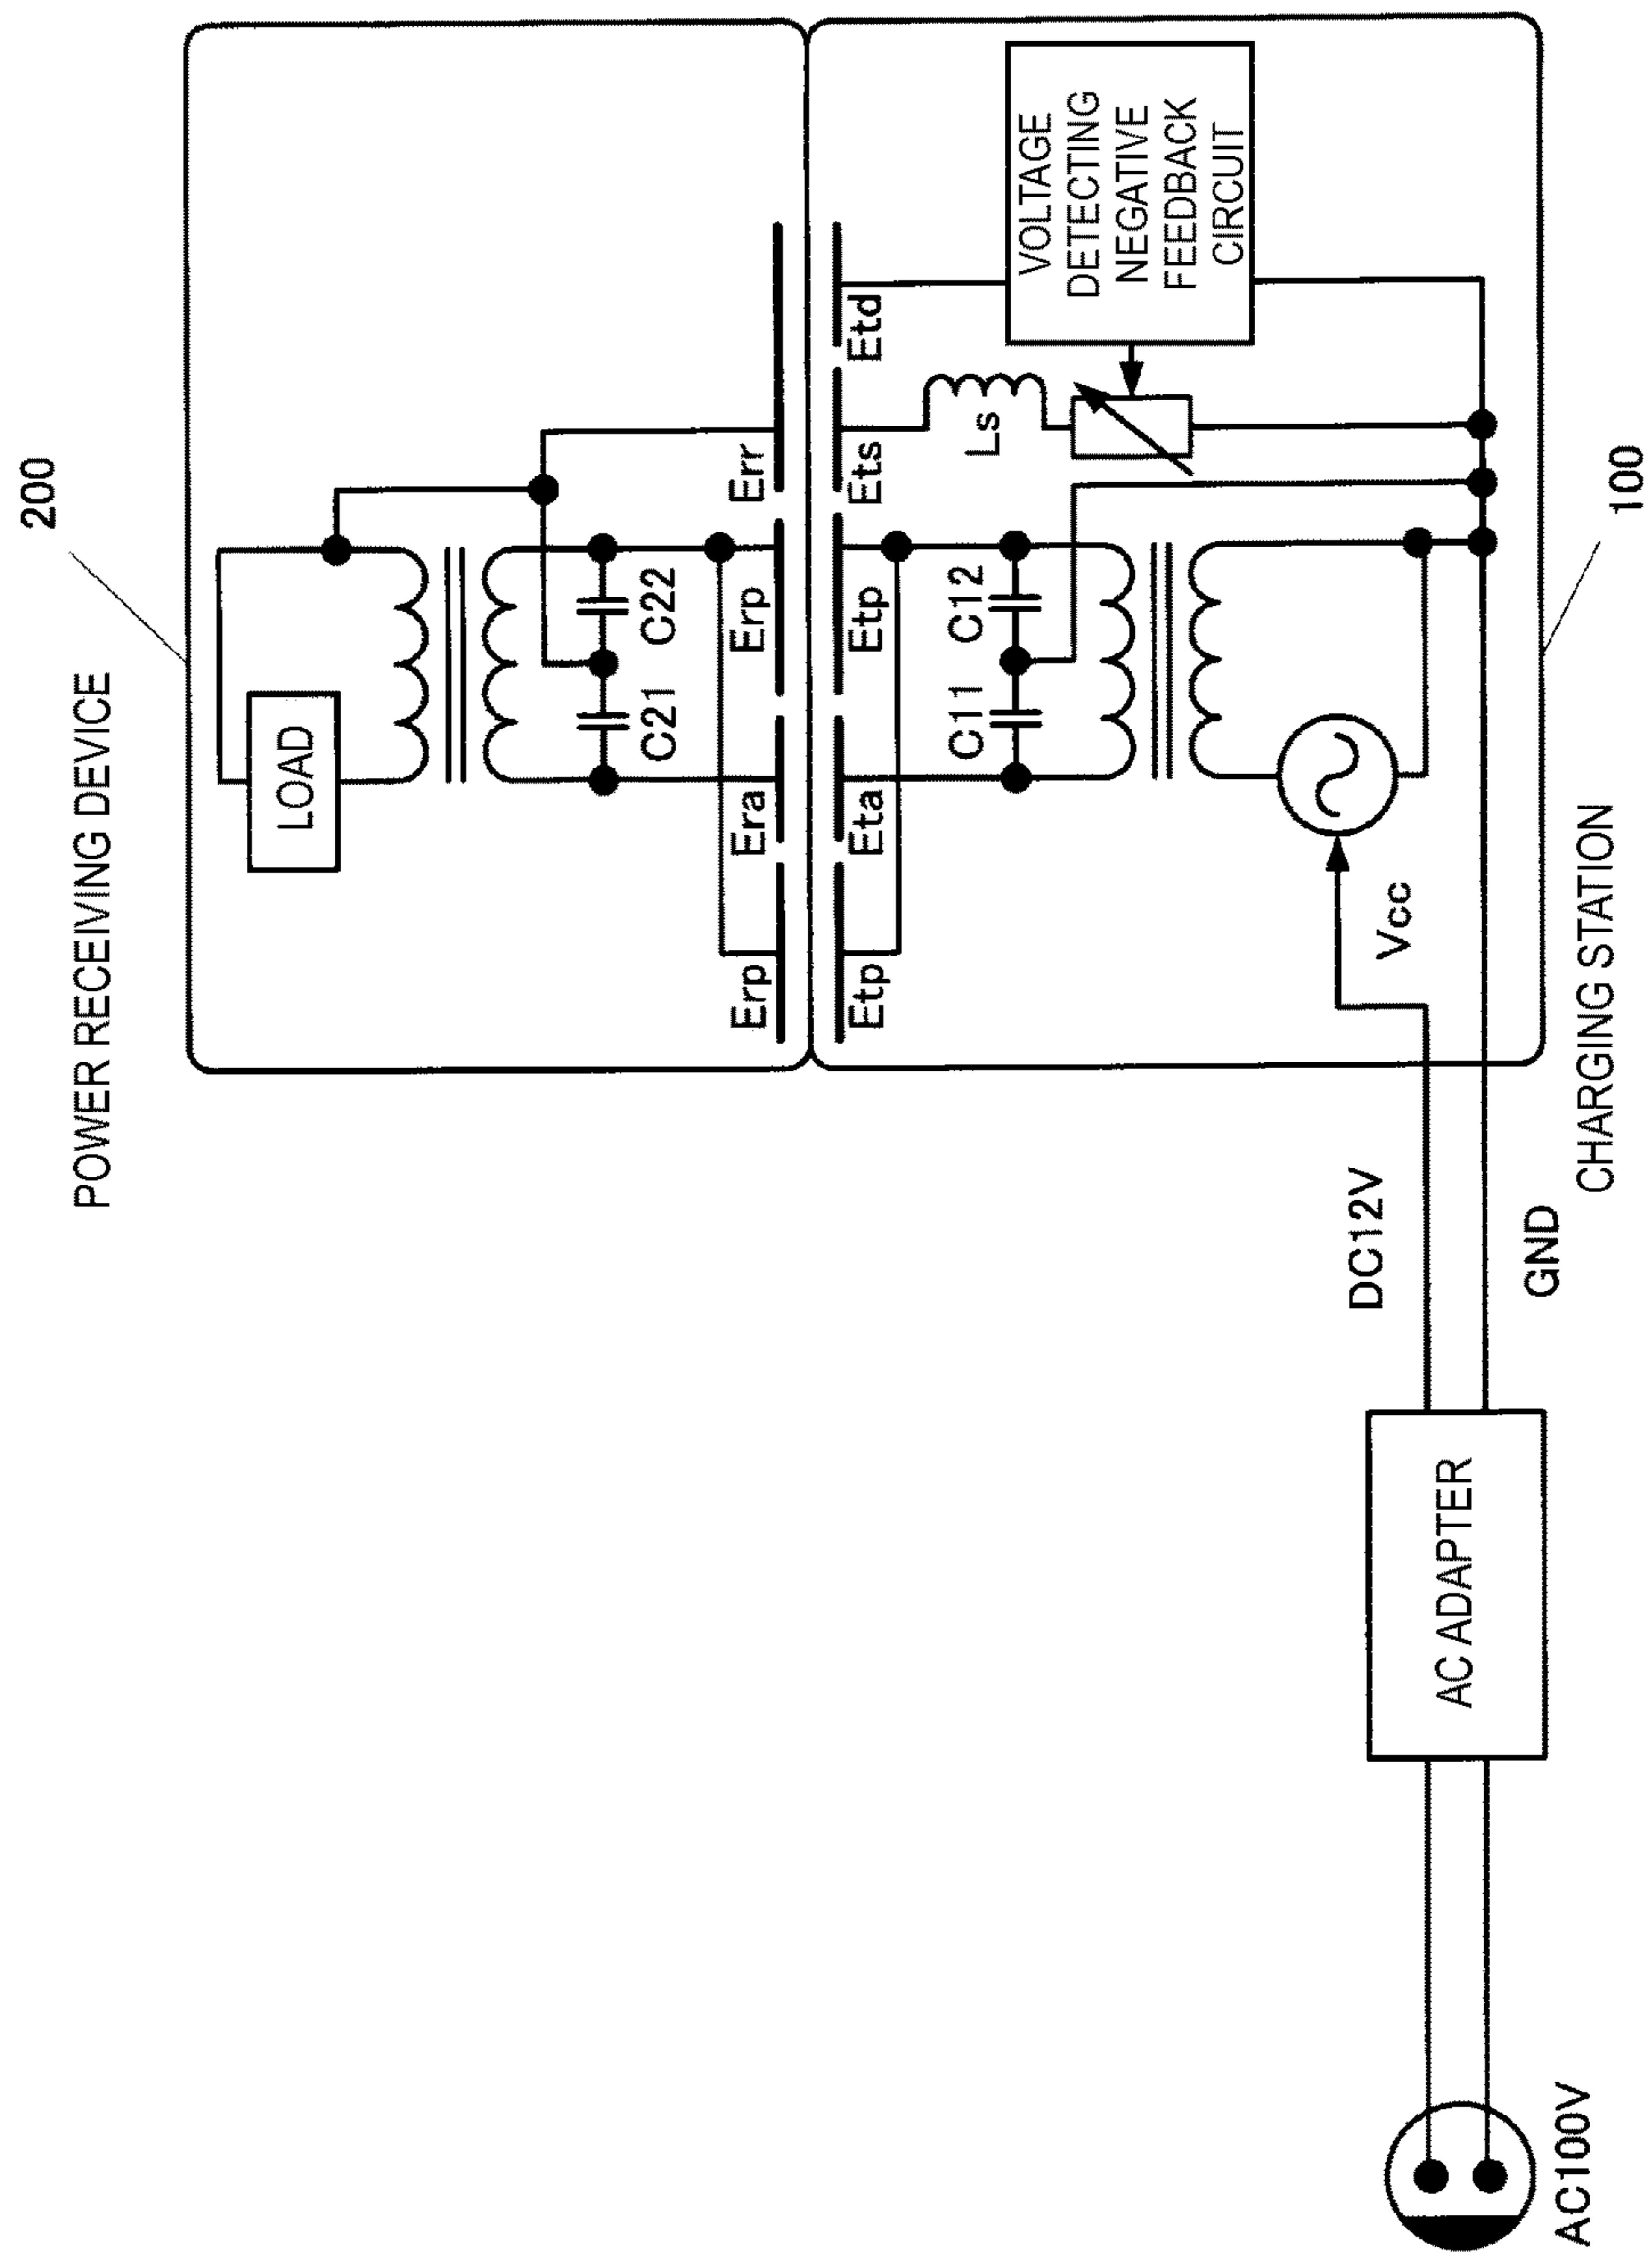 POWER RECEIVING DEVICE
200
LOAD
C21
C22
Erp
Era
Erp
Err
Etp
Eta
Etp
Ets
Etd
C11
C12
Ls
VOLTAGE
DETECTING
NEGATIVE
FEEDBACK
CIRCUIT
Vcc
DC12V
GND
AC ADAPTER
AC100V
CHARGING STATION
100